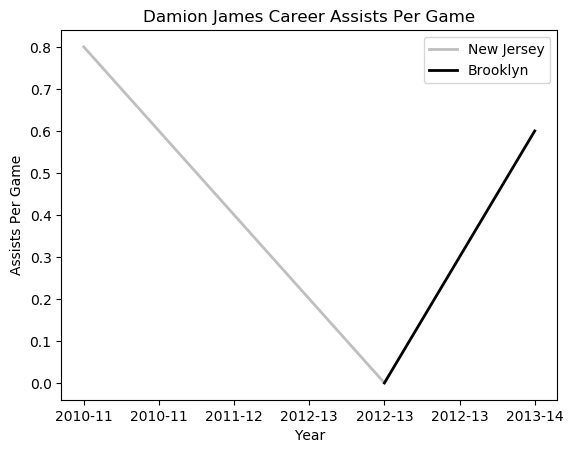 Damion James Career Assists Per Game
New Jersey
Brooklyn
0.8
0.7
0.6
0.5
0.4
0.3
0.2
0.1
0.0
Assists Per Game
2010-11 2010-11 2011-12 2012-13 2012-13 2012-13 2013-14
Year